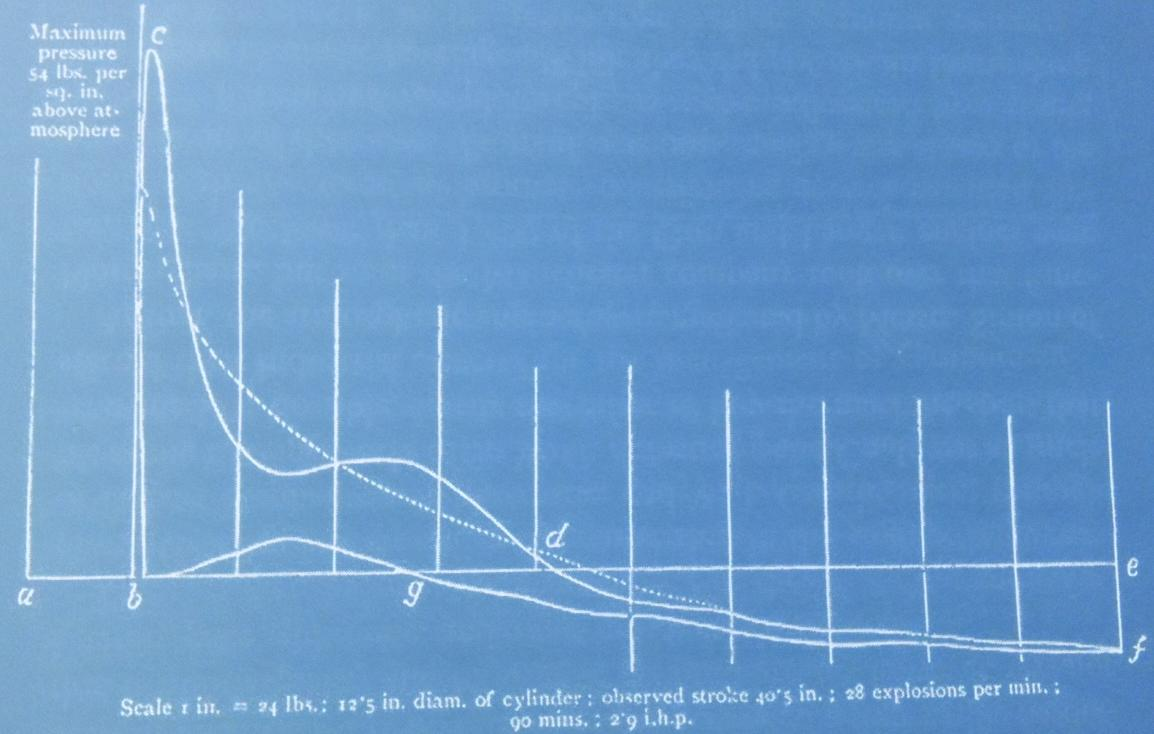 Maximum
pressure
54 lbs. per
sq. in.
above at-
mosphere
c
d
e
a
b
g
f
Scale 1 in. = 24 lbs.; 12·5 in. diam. of cylinder; observed stroke 40·5 in.; 28 explosions per min.;
90 mins.; 2·9 i.h.p.